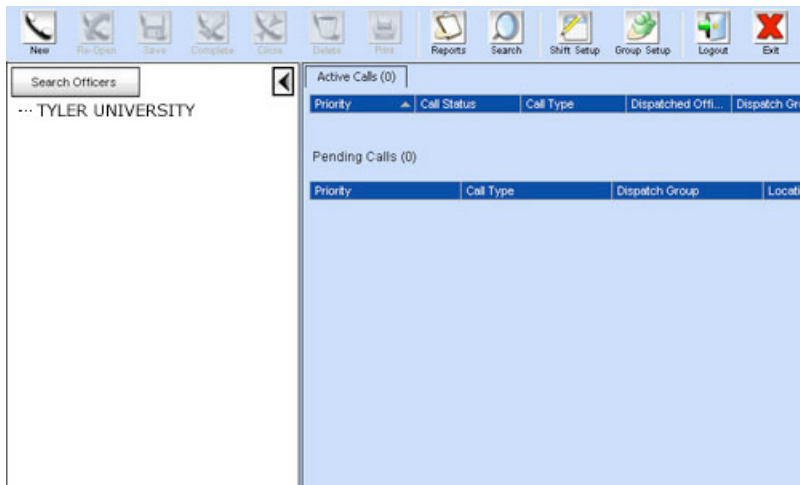 New Re-Open Save Complete Close Delete Print Reports Search Shift Setup Group Setup Logout Exit
Search Officers
TYLER UNIVERSITY
Active Calls (0)
Priority Call Status Call Type Dispatched Offi... Dispatch Gr
Pending Calls (0)
Priority Call Type Dispatch Group Locati